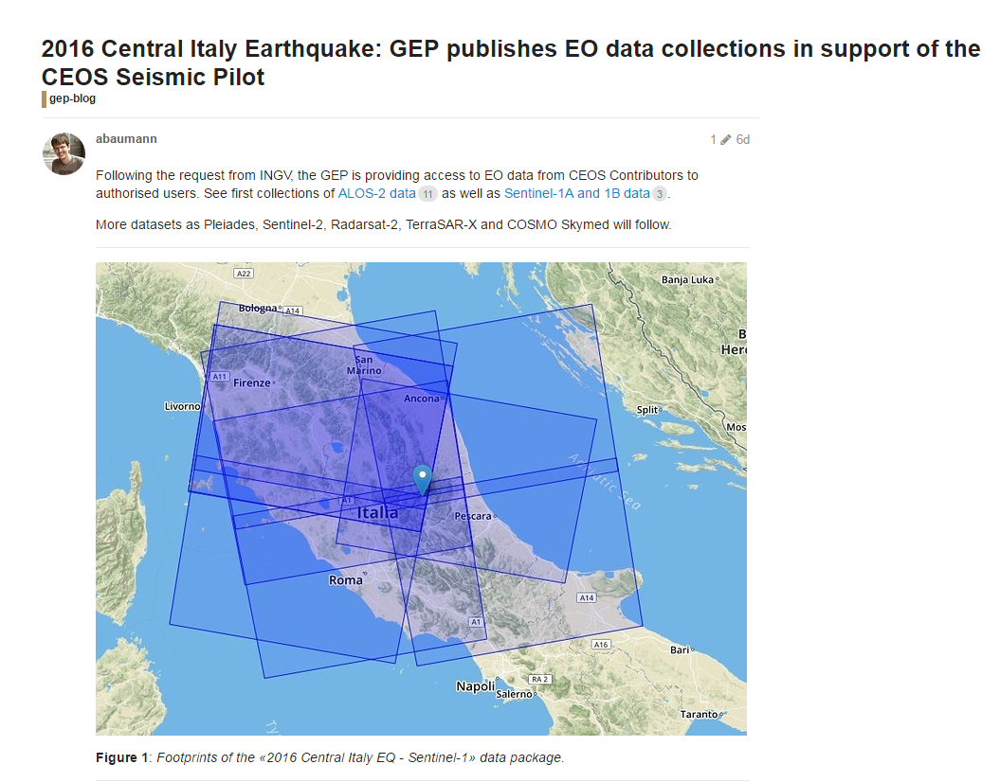 2016 Central Italy Earthquake: GEP publishes EO data collections in support of the
CEOS Seismic Pilot
gep-blog
abaumann
1 6d
Following the request from INGV, the GEP is providing access to EO data from CEOS Contributors to
authorised users. See first collections of ALOS-2 data 11 as well as Sentinel-1A and 1B data 3 .
More datasets as Pleiades, Sentinel-2, Radarsat-2, TerraSAR-X and COSMO Skymed will follow.
A22
Banja Luka
Bologna
A14
San
Marino
A11
Firenze
Livorno
Ancona
Split
Mos
Adriatic Sea
A1
Italia
Pescara
Roma
A14
A1
A16
Bari
Napoli
RA 2
Salerno
Taranto
Figure 1: Footprints of the «2016 Central Italy EQ - Sentinel-1» data package.